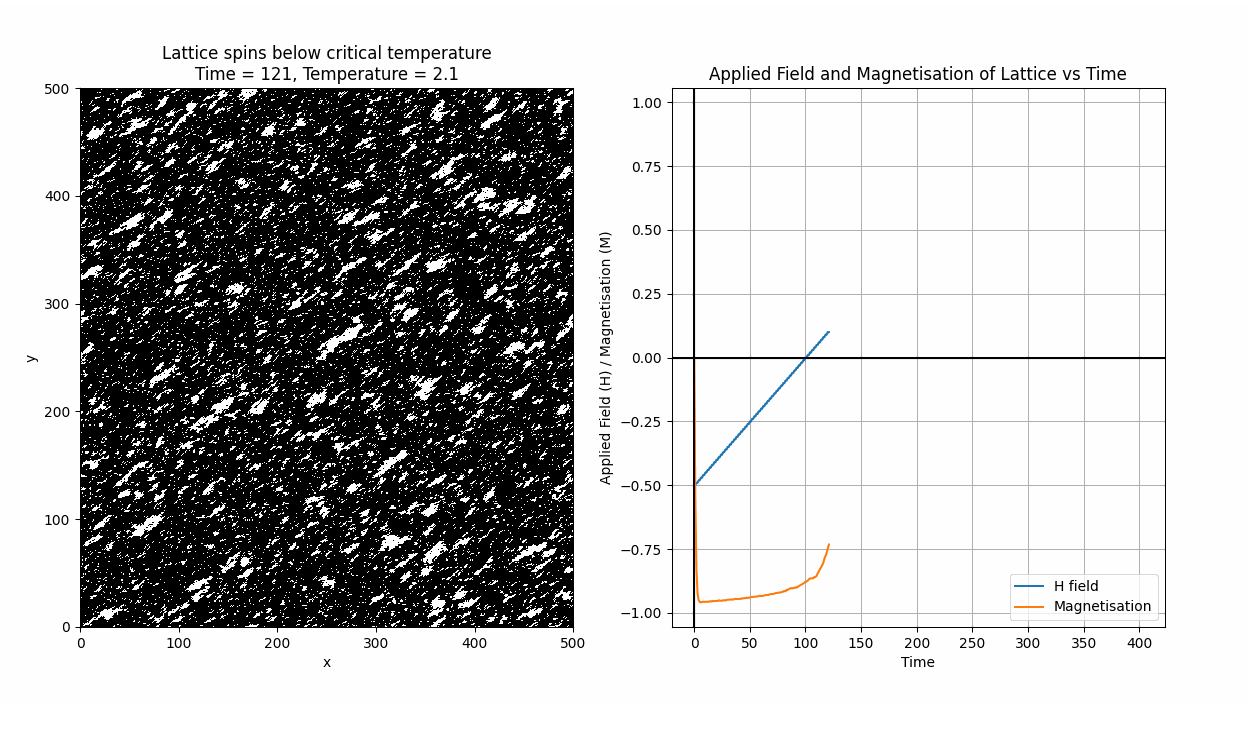 Lattice spins below critical temperature
Time = 121, Temperature = 2.1
500
400
300
200
100
0
y
0 100 200 300 400 500
x
Applied Field and Magnetisation of Lattice vs Time
1.00
0.75
0.50
0.25
0.00
−0.25
−0.50
−0.75
−1.00
Applied Field (H) / Magnetisation (M)
H field
Magnetisation
0 50 100 150 200 250 300 350 400
Time